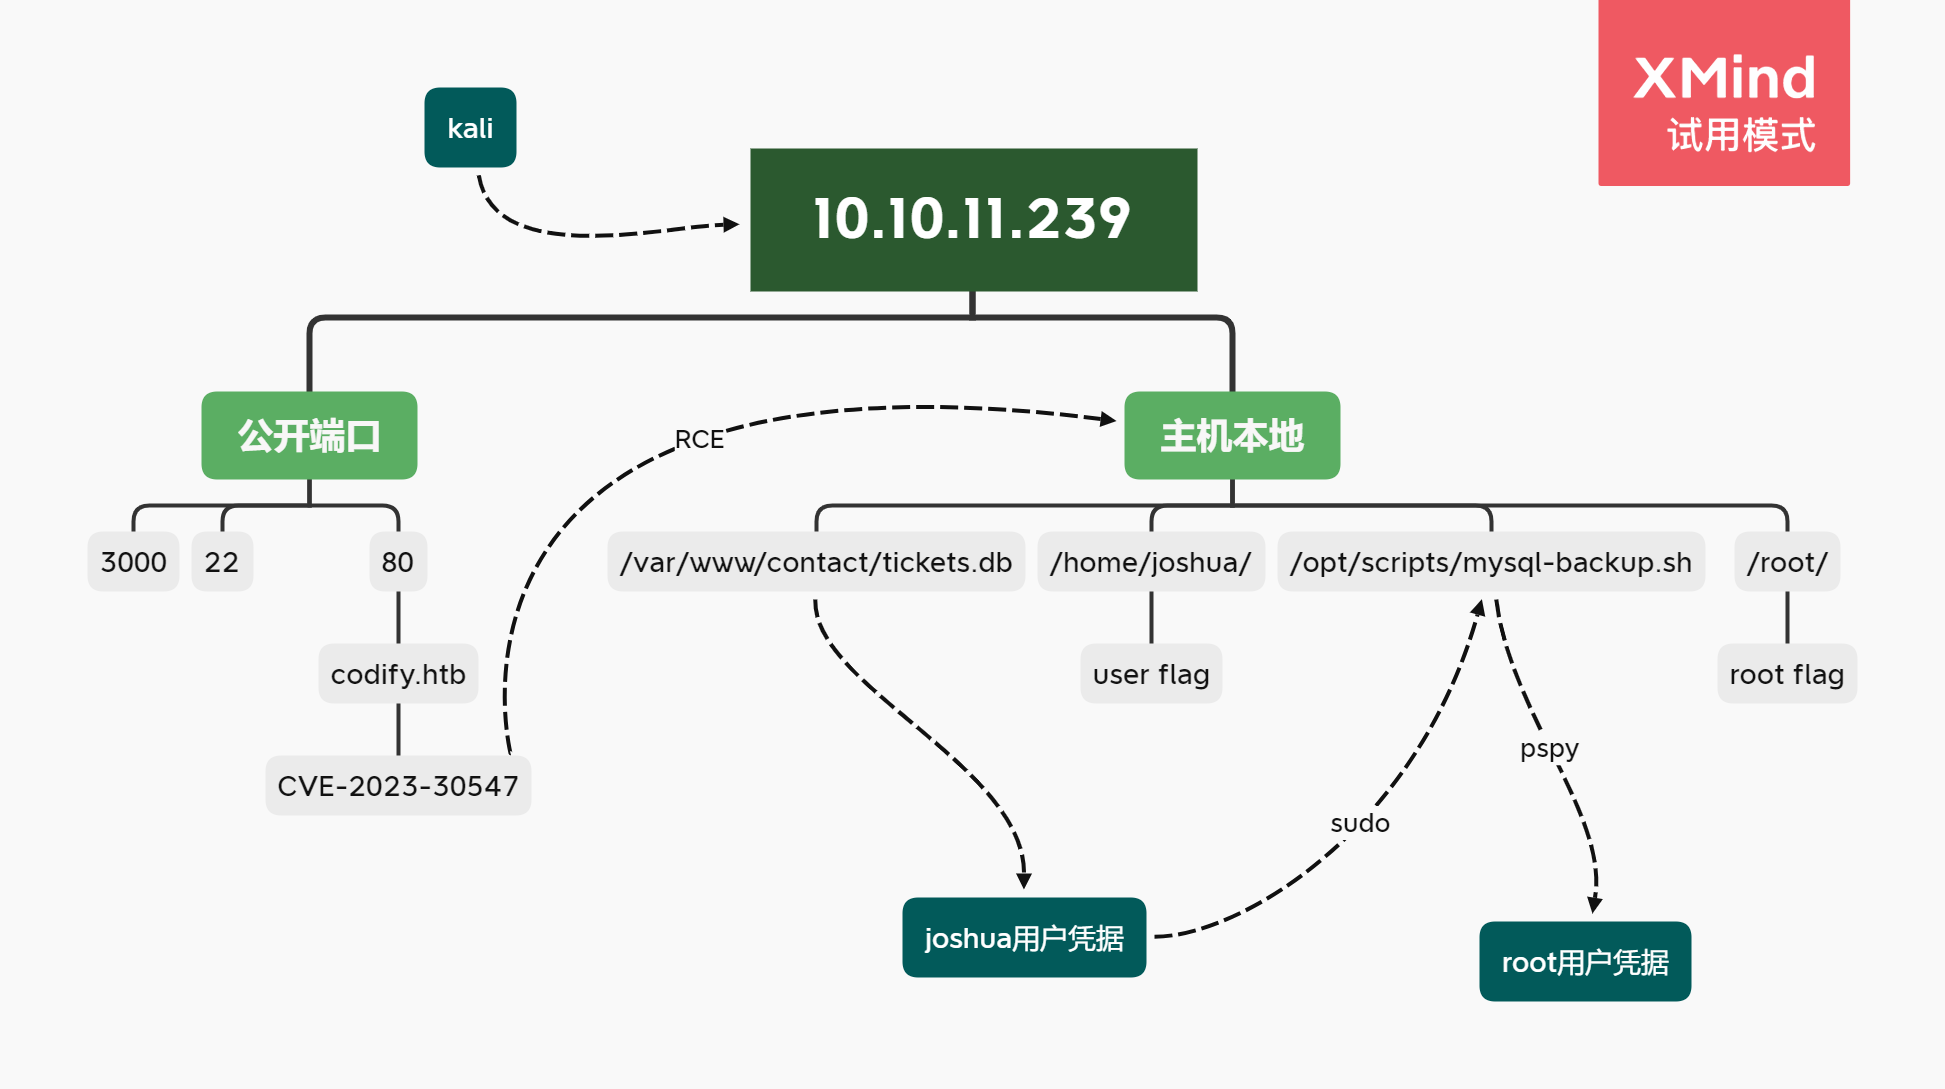 XMind
试用模式
kali
10.10.11.239
公开端口
主机本地
RCE
3000
22
80
/var/www/contact/tickets.db
/home/joshua/
/opt/scripts/mysql-backup.sh
/root/
codify.htb
user flag
root flag
pspy
CVE-2023-30547
sudo
joshua用户凭据
root用户凭据